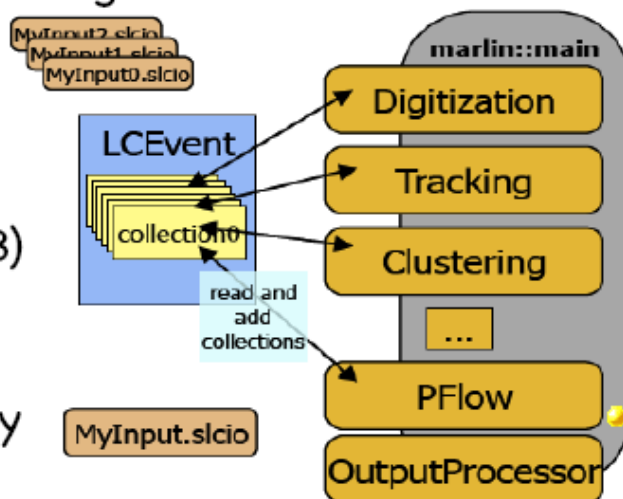 MyInput2.slcio
MyInput1.slcio
MyInput0.slcio
marlin::main
Digitization
LCEvent
Tracking
collection0
3)
Clustering
read and
add
collections
...
PFlow
y
MyInput.slcio
OutputProcessor